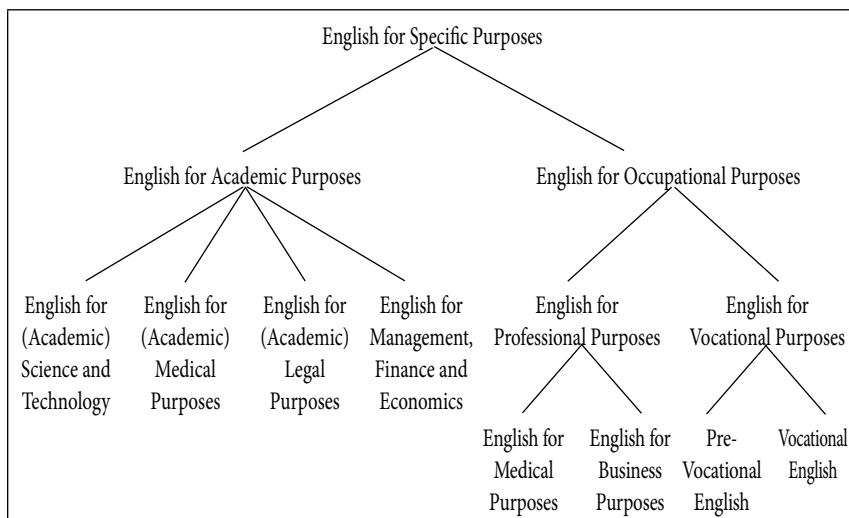 English for Specific Purposes
English for Academic Purposes
English for Occupational Purposes
English for
(Academic)
Science and
Technology
English for
(Academic)
Medical
Purposes
English for
(Academic)
Legal
Purposes
English for
Management,
Finance and
Economics
English for
Professional Purposes
English for
Vocational Purposes
English for
Medical
Purposes
English for
Business
Purposes
Pre-
Vocational
English
Vocational
English